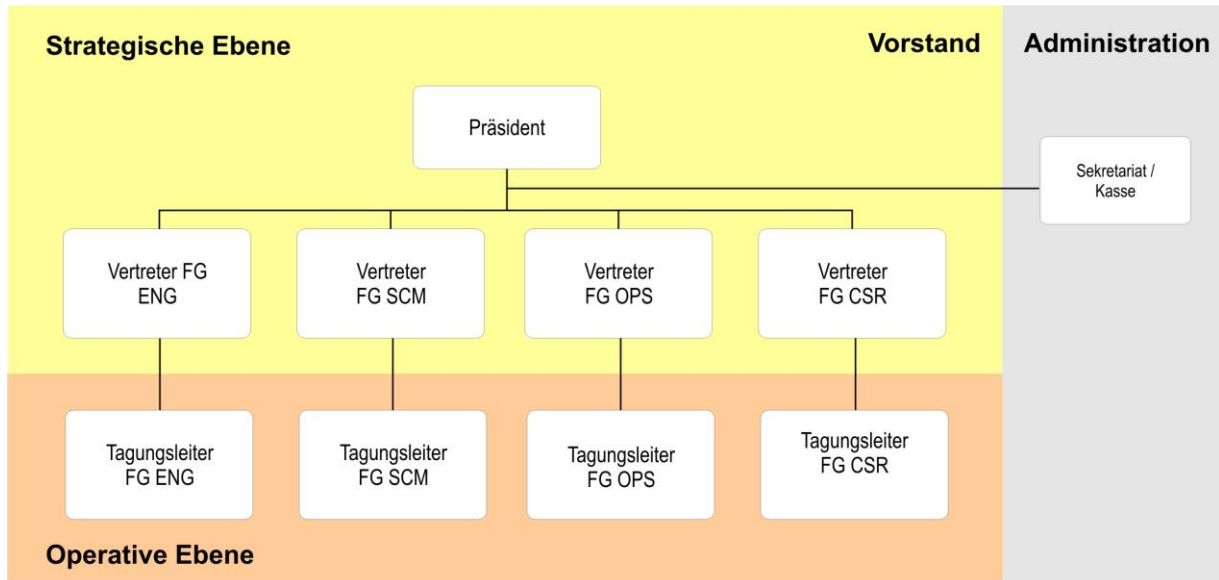 Strategische Ebene
Vorstand
Administration
Präsident
Sekretariat /
Kasse
Vertreter FG
ENG
Vertreter
FG SCM
Vertreter
FG OPS
Vertreter
FG CSR
Tagungsleiter
FG ENG
Tagungsleiter
FG SCM
Tagungsleiter
FG OPS
Tagungsleiter
FG CSR
Operative Ebene